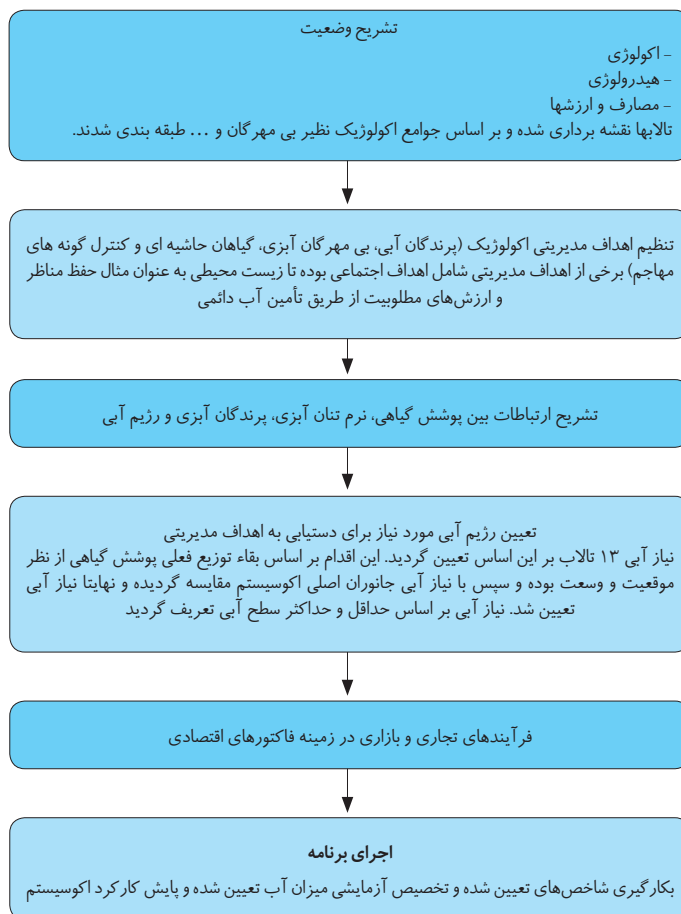 تشریح وضعیت
- اکولوژی
- هیدرولوژی
- مصارف و ارزشها
تالابها نقشه برداری شده و بر اساس جوامع اکولوژیک نظیر بی مهرگان و ... طبقه بندی شدند.
تنظیم اهداف مدیریتی اکولوژیک (پرندگان آبی، بی مهرگان آبزی، گیاهان حاشیه ای و کنترل گونه های
مهاجم) برخی از اهداف مدیریتی شامل اهداف اجتماعی بوده تا زیست محیطی به عنوان مثال حفظ مناظر
و ارزش‌های مطلوبیت از طریق تأمین آب دائمی
تشریح ارتباطات بین پوشش گیاهی، نرم تنان آبزی، پرندگان آبزی و رژیم آبی
تعیین رژیم آبی مورد نیاز برای دستیابی به اهداف مدیریتی
نیاز آبی ۱۳ تالاب بر این اساس تعیین گردید. این اقدام بر اساس بقاء توزیع فعلی پوشش گیاهی از نظر
موقعیت و وسعت بوده و سپس با نیاز آبی جانوران اصلی اکوسیستم مقایسه گردیده و نهایتا نیاز آبی
تعیین شد. نیاز آبی بر اساس حداقل و حداکثر سطح آبی تعریف گردید
فرآیندهای تجاری و بازاری در زمینه فاکتورهای اقتصادی
اجرای برنامه
بکارگیری شاخص‌های تعیین شده و تخصیص آزمایشی میزان آب تعیین شده و پایش کارکرد اکوسیستم